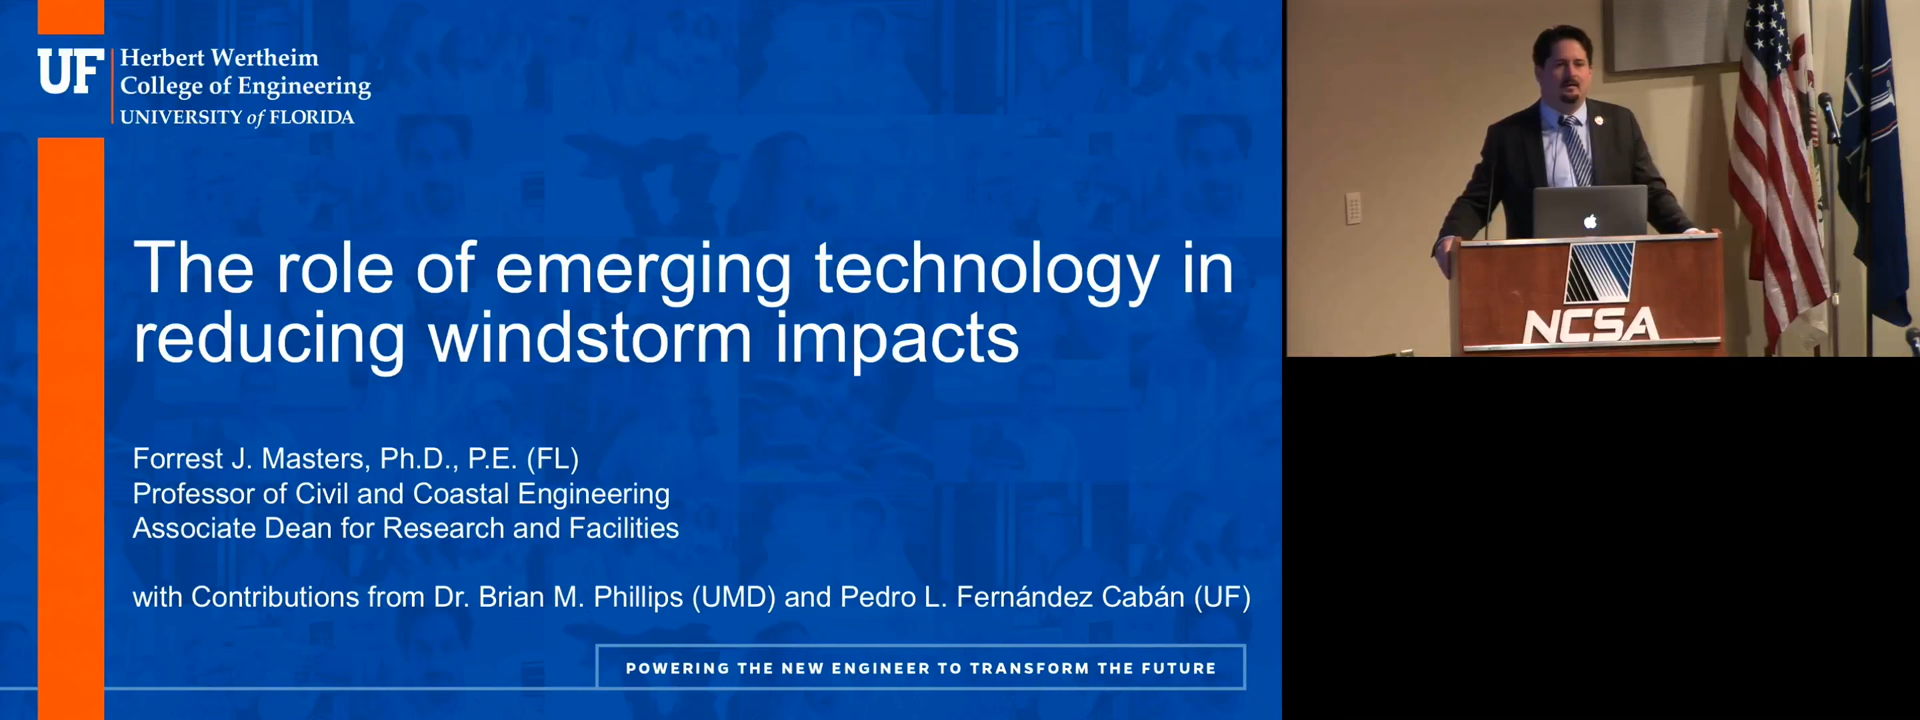 UF
Herbert Wertheim
College of Engineering
UNIVERSITY of FLORIDA
The role of emerging technology in
reducing windstorm impacts
Forrest J. Masters, Ph.D., P.E. (FL)
Professor of Civil and Coastal Engineering
Associate Dean for Research and Facilities
with Contributions from Dr. Brian M. Phillips (UMD) and Pedro L. Fernández Cabán (UF)
POWERING THE NEW ENGINEER TO TRANSFORM THE FUTURE
NCSA